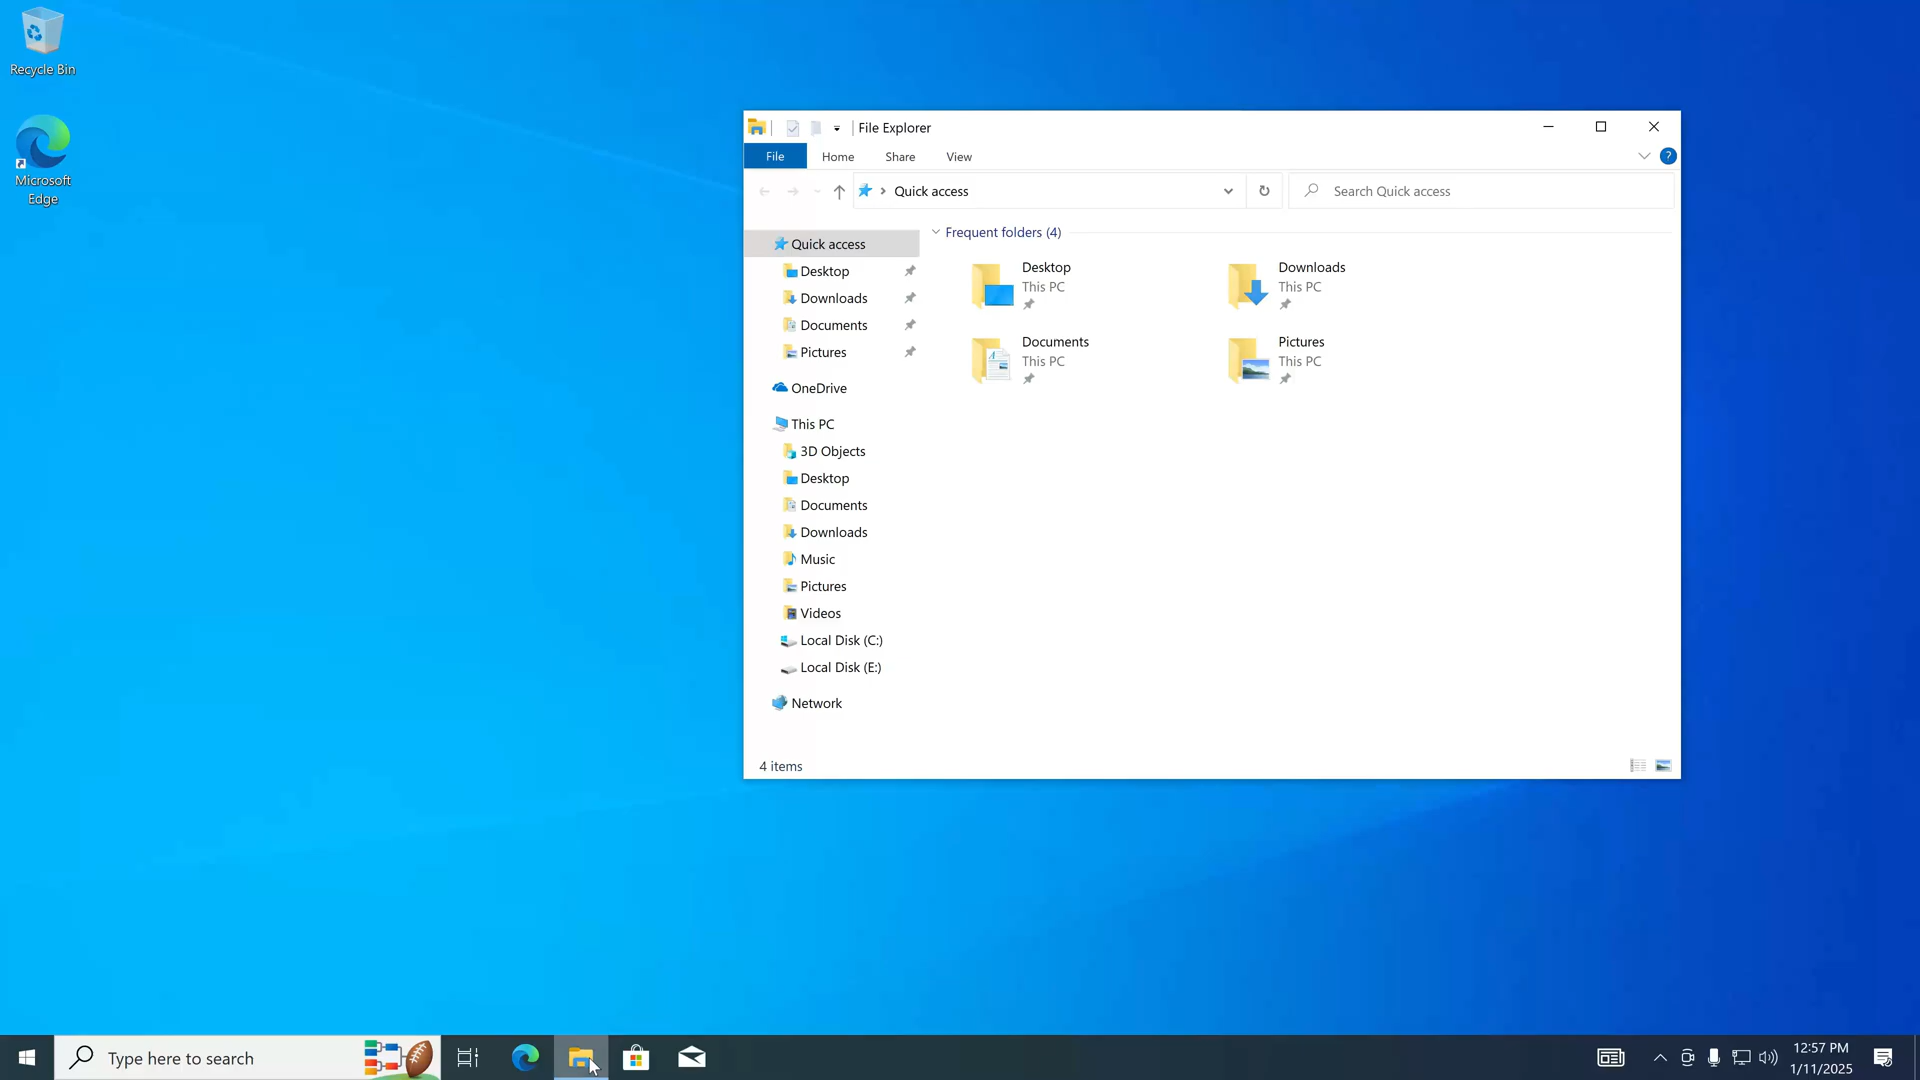 Recycle Bin
Microsoft
Edge
File Explorer
File
Home
Share
View
?
Quick access
Search Quick access
Quick access
Desktop
Downloads
Documents
Pictures
OneDrive
This PC
3D Objects
Desktop
Documents
Downloads
Music
Pictures
Videos
Local Disk (C:)
Local Disk (E:)
Network
Frequent folders (4)
Desktop
This PC
Downloads
This PC
Documents
This PC
Pictures
This PC
4 items
Type here to search
12:57 PM
1/11/2025